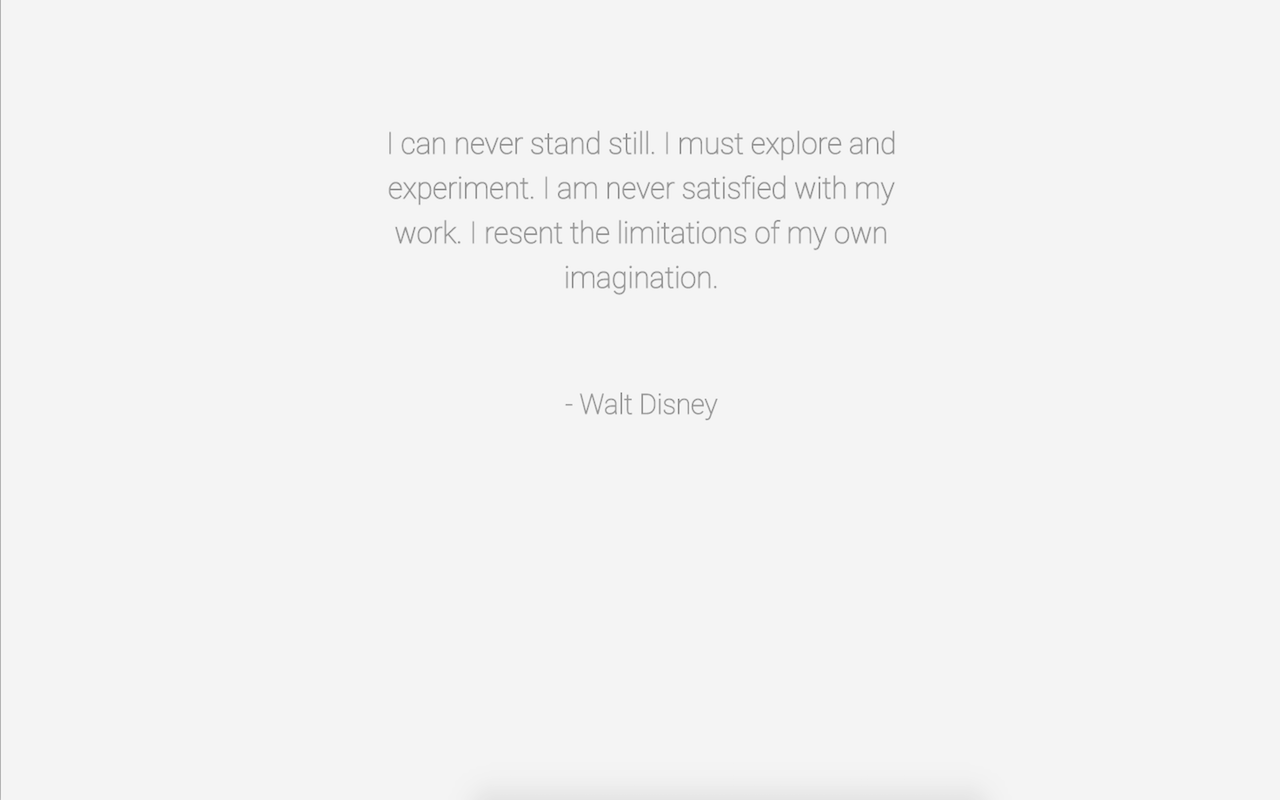 I can never stand still. I must explore and
experiment. I am never satisfied with my
work. I resent the limitations of my own
imagination.
- Walt Disney